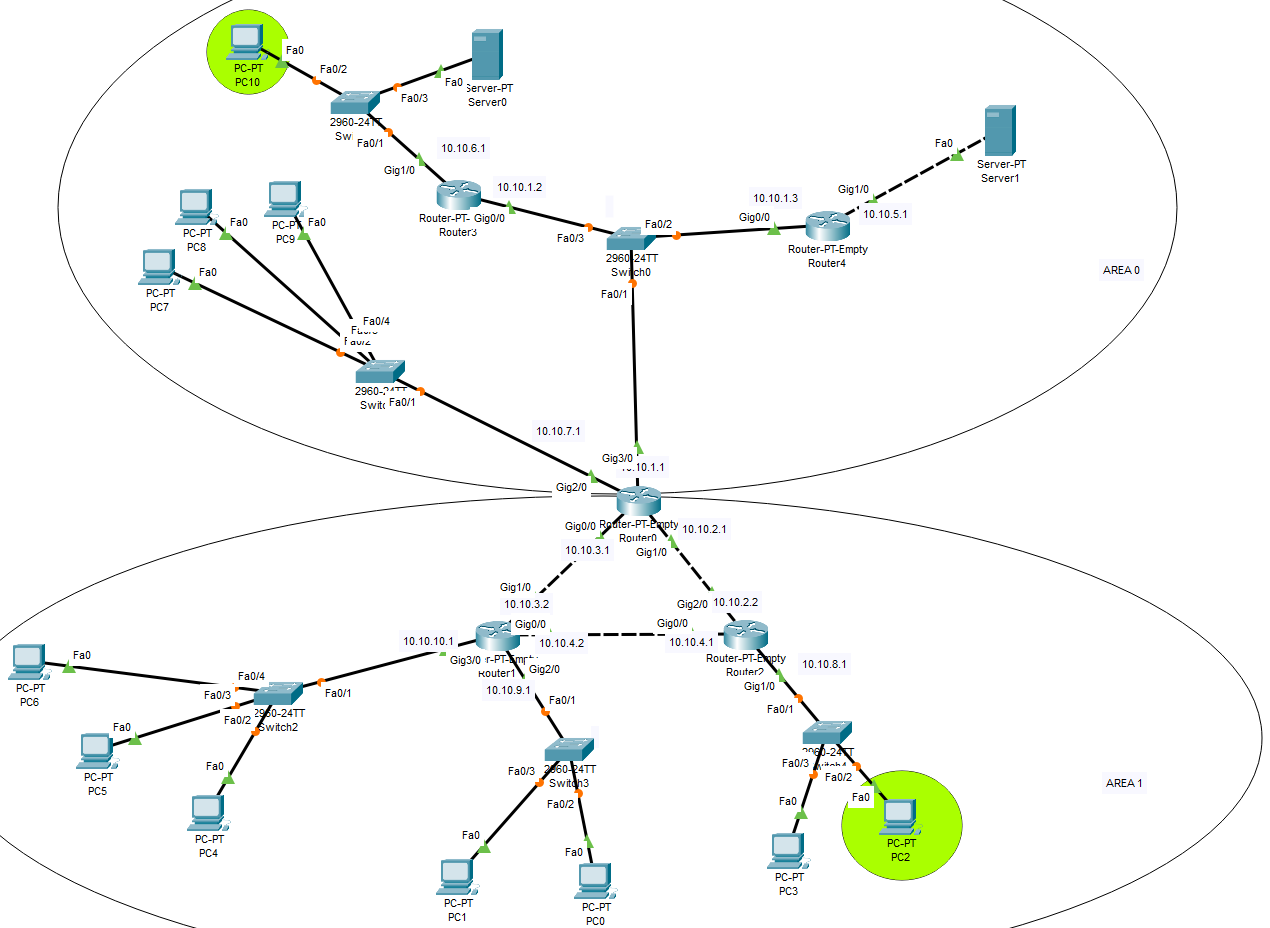 Fa0
PC-PT
PC10
Fa0/2
Fa0
Server-PT
Server0
Fa0/3
2960-24TT
Fa0/1
10.10.6.1
Gig1/0
10.10.1.2
Router-PT-
Gig0/0
Router3
Fa0
Server-PT
Server1
10.10.1.3
Gig1/0
10.10.5.1
Gig0/0
Router-PT-Empty
Router4
Fa0/3
Fa0/2
2960-24TT
Switch0
Fa0/1
AREA 0
PC-PT
PC8
Fa0
PC9
Fa0
PC-PT
PC7
Fa0
Fa0/4
Fa0/2
2960-24TT
Fa0/1
10.10.7.1
Gig3/0
.10.1.1
Gig2/0
Gig0/0
Router-PT-Empty
Router0
10.10.2.1
10.10.3.1
Gig1/0
Gig1/0
10.10.3.2
Gig0/0
10.10.4.2
Gig2/0
10.10.2.2
Gig0/0
10.10.4.1
Router-PT-Empty
Router2
10.10.10.1
Gig3/0
Router1
Gig2/0
10.10.9.1
10.10.8.1
Gig1/0
Fa0
PC-PT
PC6
Fa0/4
Fa0/3
Fa0/2
Fa0/1
2960-24TT
Switch2
Fa0
PC-PT
PC5
Fa0
PC-PT
PC4
Fa0/1
2960-24TT
Switch3
Fa0/3
Fa0/2
Fa0
PC-PT
PC1
Fa0
PC-PT
PC0
Fa0/1
2960-24TT
Fa0/3
Fa0/2
Fa0
PC-PT
PC3
Fa0
PC-PT
PC2
AREA 1